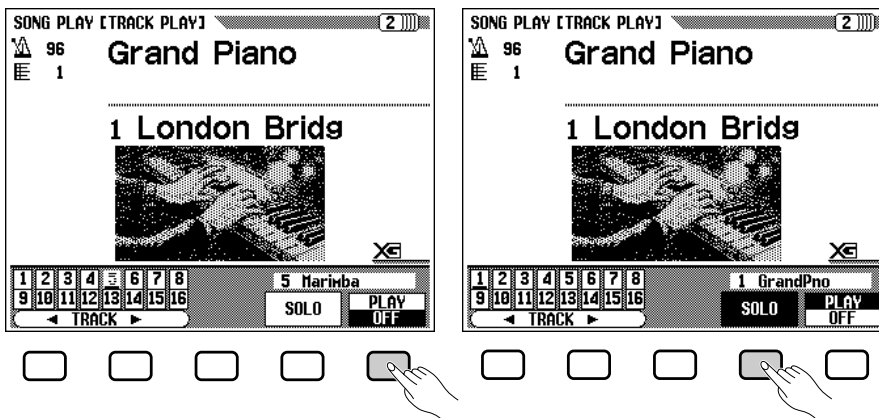 SONG PLAY [TRACK PLAY] 2
96 Grand Piano
1
1 London Bridg
XG
1 2 3 4 5 6 7 8
5 Marimba
9 10 11 12 13 14 15 16
SOLO
PLAY
OFF
◄ TRACK ►
SONG PLAY [TRACK PLAY] 2
96 Grand Piano
1
1 London Bridg
XG
1 2 3 4 5 6 7 8
1 GrandPno
9 10 11 12 13 14 15 16
SOLO
PLAY
OFF
◄ TRACK ►